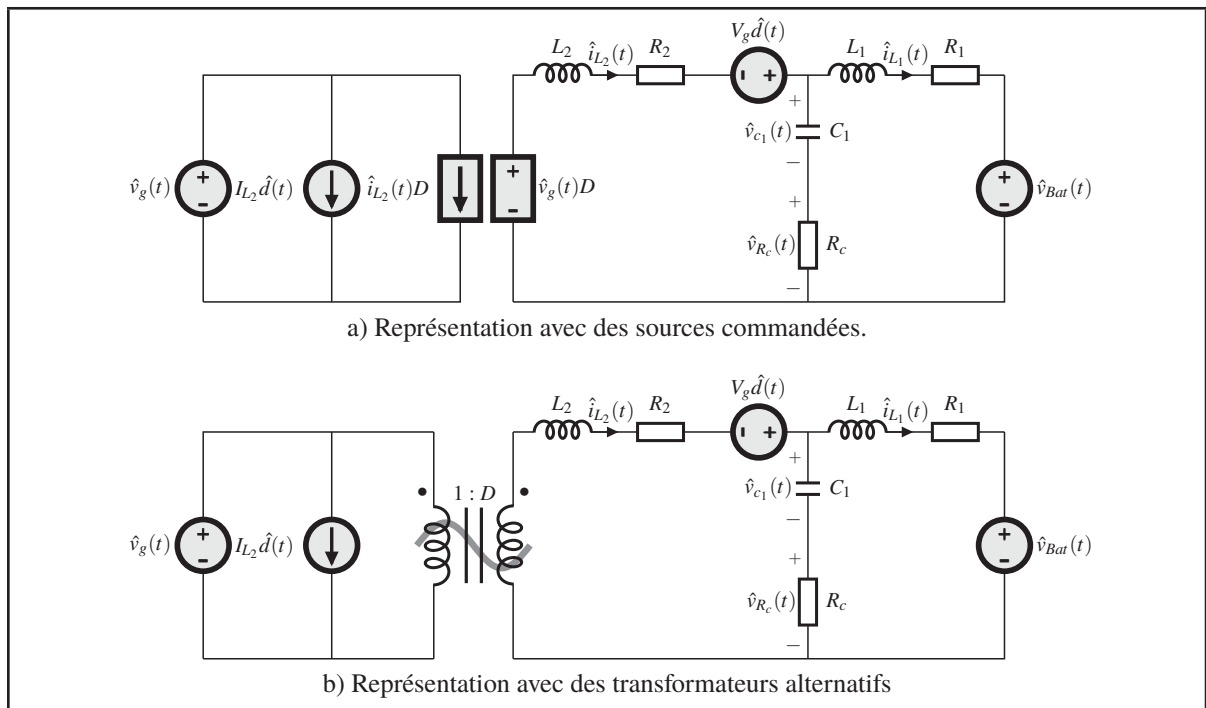 V_g d̂(t)
L_2 î_{L_2}(t) R_2 L_1 î_{L_1}(t) R_1
+
v̂_{c_1}(t) C_1
−
v̂_g(t) + - I_{L_2} d̂(t) î_{L_2}(t)D + - v̂_g(t)D + - v̂_{Bat}(t)
+
v̂_{R_c}(t) R_c
−
a) Représentation avec des sources commandées.
V_g d̂(t)
L_2 î_{L_2}(t) R_2 L_1 î_{L_1}(t) R_1
+
1 : D v̂_{c_1}(t) C_1
−
v̂_g(t) + - I_{L_2} d̂(t) + - v̂_{Bat}(t)
+
v̂_{R_c}(t) R_c
−
b) Représentation avec des transformateurs alternatifs